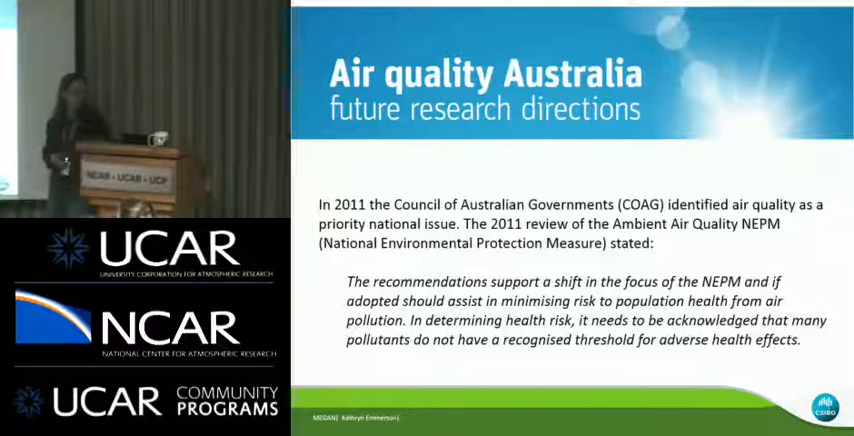 NCAR • UCAR • UCP
UCAR
UNIVERSITY CORPORATION FOR ATMOSPHERIC RESEARCH
NCAR
NATIONAL CENTER FOR ATMOSPHERIC RESEARCH
UCAR COMMUNITY
PROGRAMS
Air quality Australia
future research directions
In 2011 the Council of Australian Governments (COAG) identified air quality as a
priority national issue. The 2011 review of the Ambient Air Quality NEPM
(National Environmental Protection Measure) stated:
The recommendations support a shift in the focus of the NEPM and if
adopted should assist in minimising risk to population health from air
pollution. In determining health risk, it needs to be acknowledged that many
pollutants do not have a recognised threshold for adverse health effects.
MEGAN| Kathryn Emmerson|
CSIRO